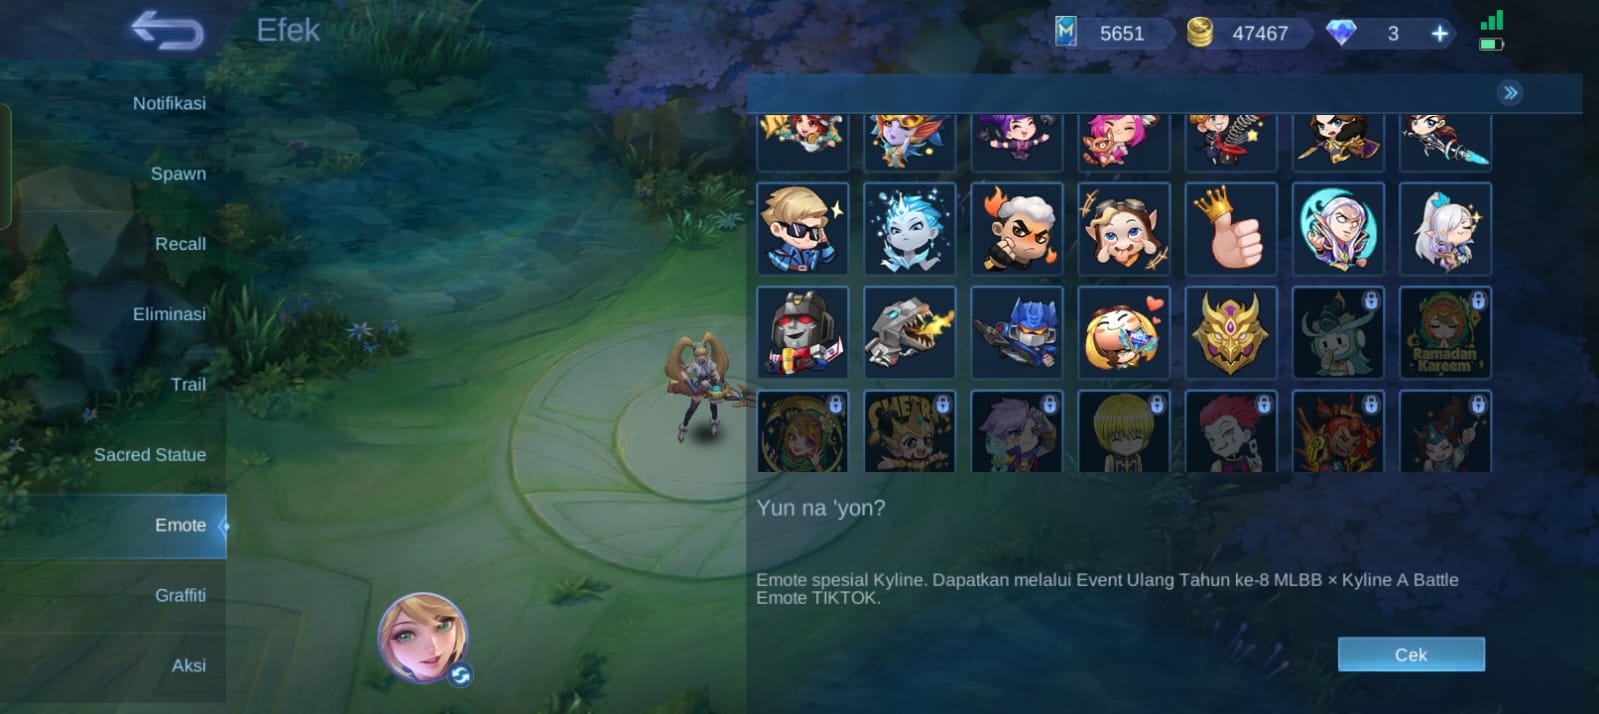 Efek
5651
47467
3
Notifikasi
Spawn
Recall
Eliminasi
Trail
Sacred Statue
Emote
Graffiti
Aksi
Ramadan
Kareem
Yun na 'yon?
Emote spesial Kyline. Dapatkan melalui Event Ulang Tahun ke-8 MLBB × Kyline A Battle
Emote TIKTOK.
Cek